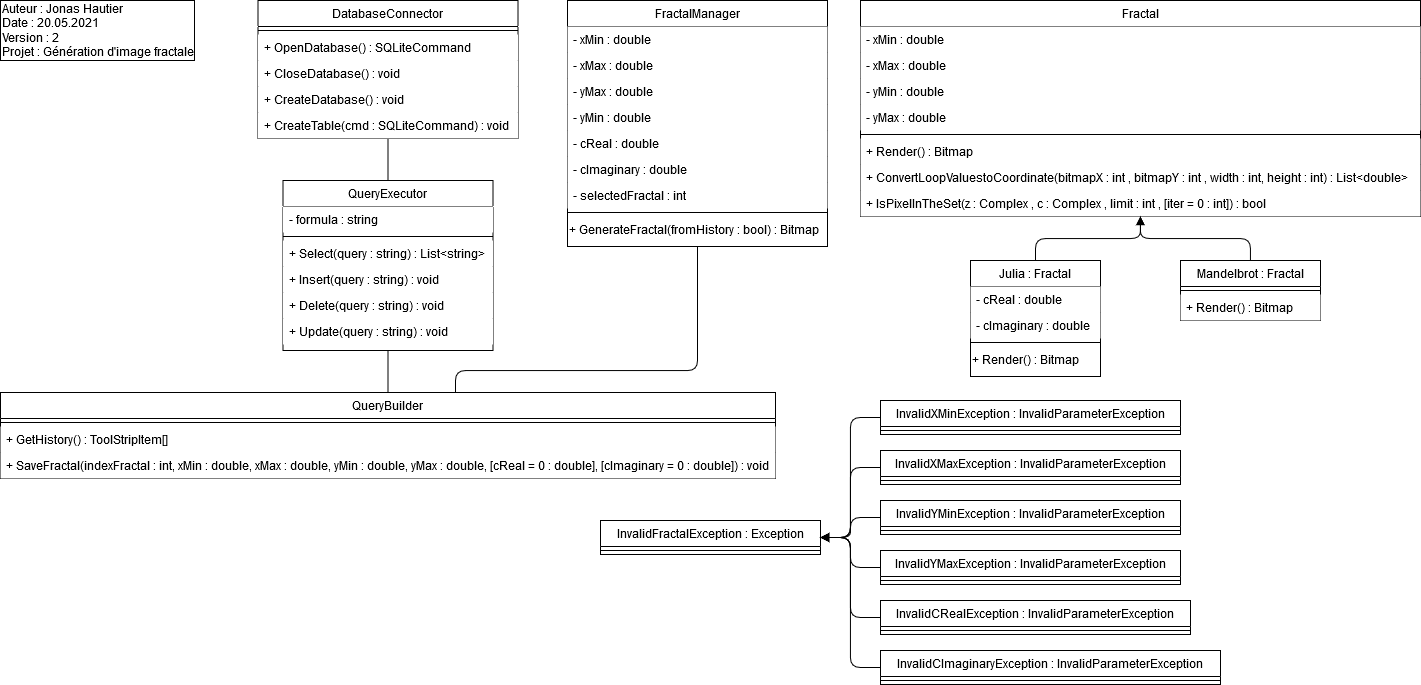 Auteur : Jonas Hautier
Date : 20.05.2021
Version : 2
Projet : Génération d'image fractale
DatabaseConnector
+ OpenDatabase() : SQLiteCommand
+ CloseDatabase() : void
+ CreateDatabase() : void
+ CreateTable(cmd : SQLiteCommand) : void
QueryExecutor
- formula : string
+ Select(query : string) : List<string>
+ Insert(query : string) : void
+ Delete(query : string) : void
+ Update(query : string) : void
FractalManager
- xMin : double
- xMax : double
- yMax : double
- yMin : double
- cReal : double
- cImaginary : double
- selectedFractal : int
+ GenerateFractal(fromHistory : bool) : Bitmap
Fractal
- xMin : double
- xMax : double
- yMin : double
- yMax : double
+ Render() : Bitmap
+ ConvertLoopValuestoCoordinate(bitmapX : int , bitmapY : int , width : int, height : int) : List<double>
+ IsPixelInTheSet(z : Complex , c : Complex , limit : int , [iter = 0 : int]) : bool
Julia : Fractal
- cReal : double
- cImaginary : double
+ Render() : Bitmap
Mandelbrot : Fractal
+ Render() : Bitmap
QueryBuilder
+ GetHistory() : ToolStripItem[]
+ SaveFractal(indexFractal : int, xMin : double, xMax : double, yMin : double, yMax : double, [cReal = 0 : double], [cImaginary = 0 : double]) : void
InvalidFractalException : Exception
InvalidXMinException : InvalidParameterException
InvalidXMaxException : InvalidParameterException
InvalidYMinException : InvalidParameterException
InvalidYMaxException : InvalidParameterException
InvalidCRealException : InvalidParameterException
InvalidCImaginaryException : InvalidParameterException